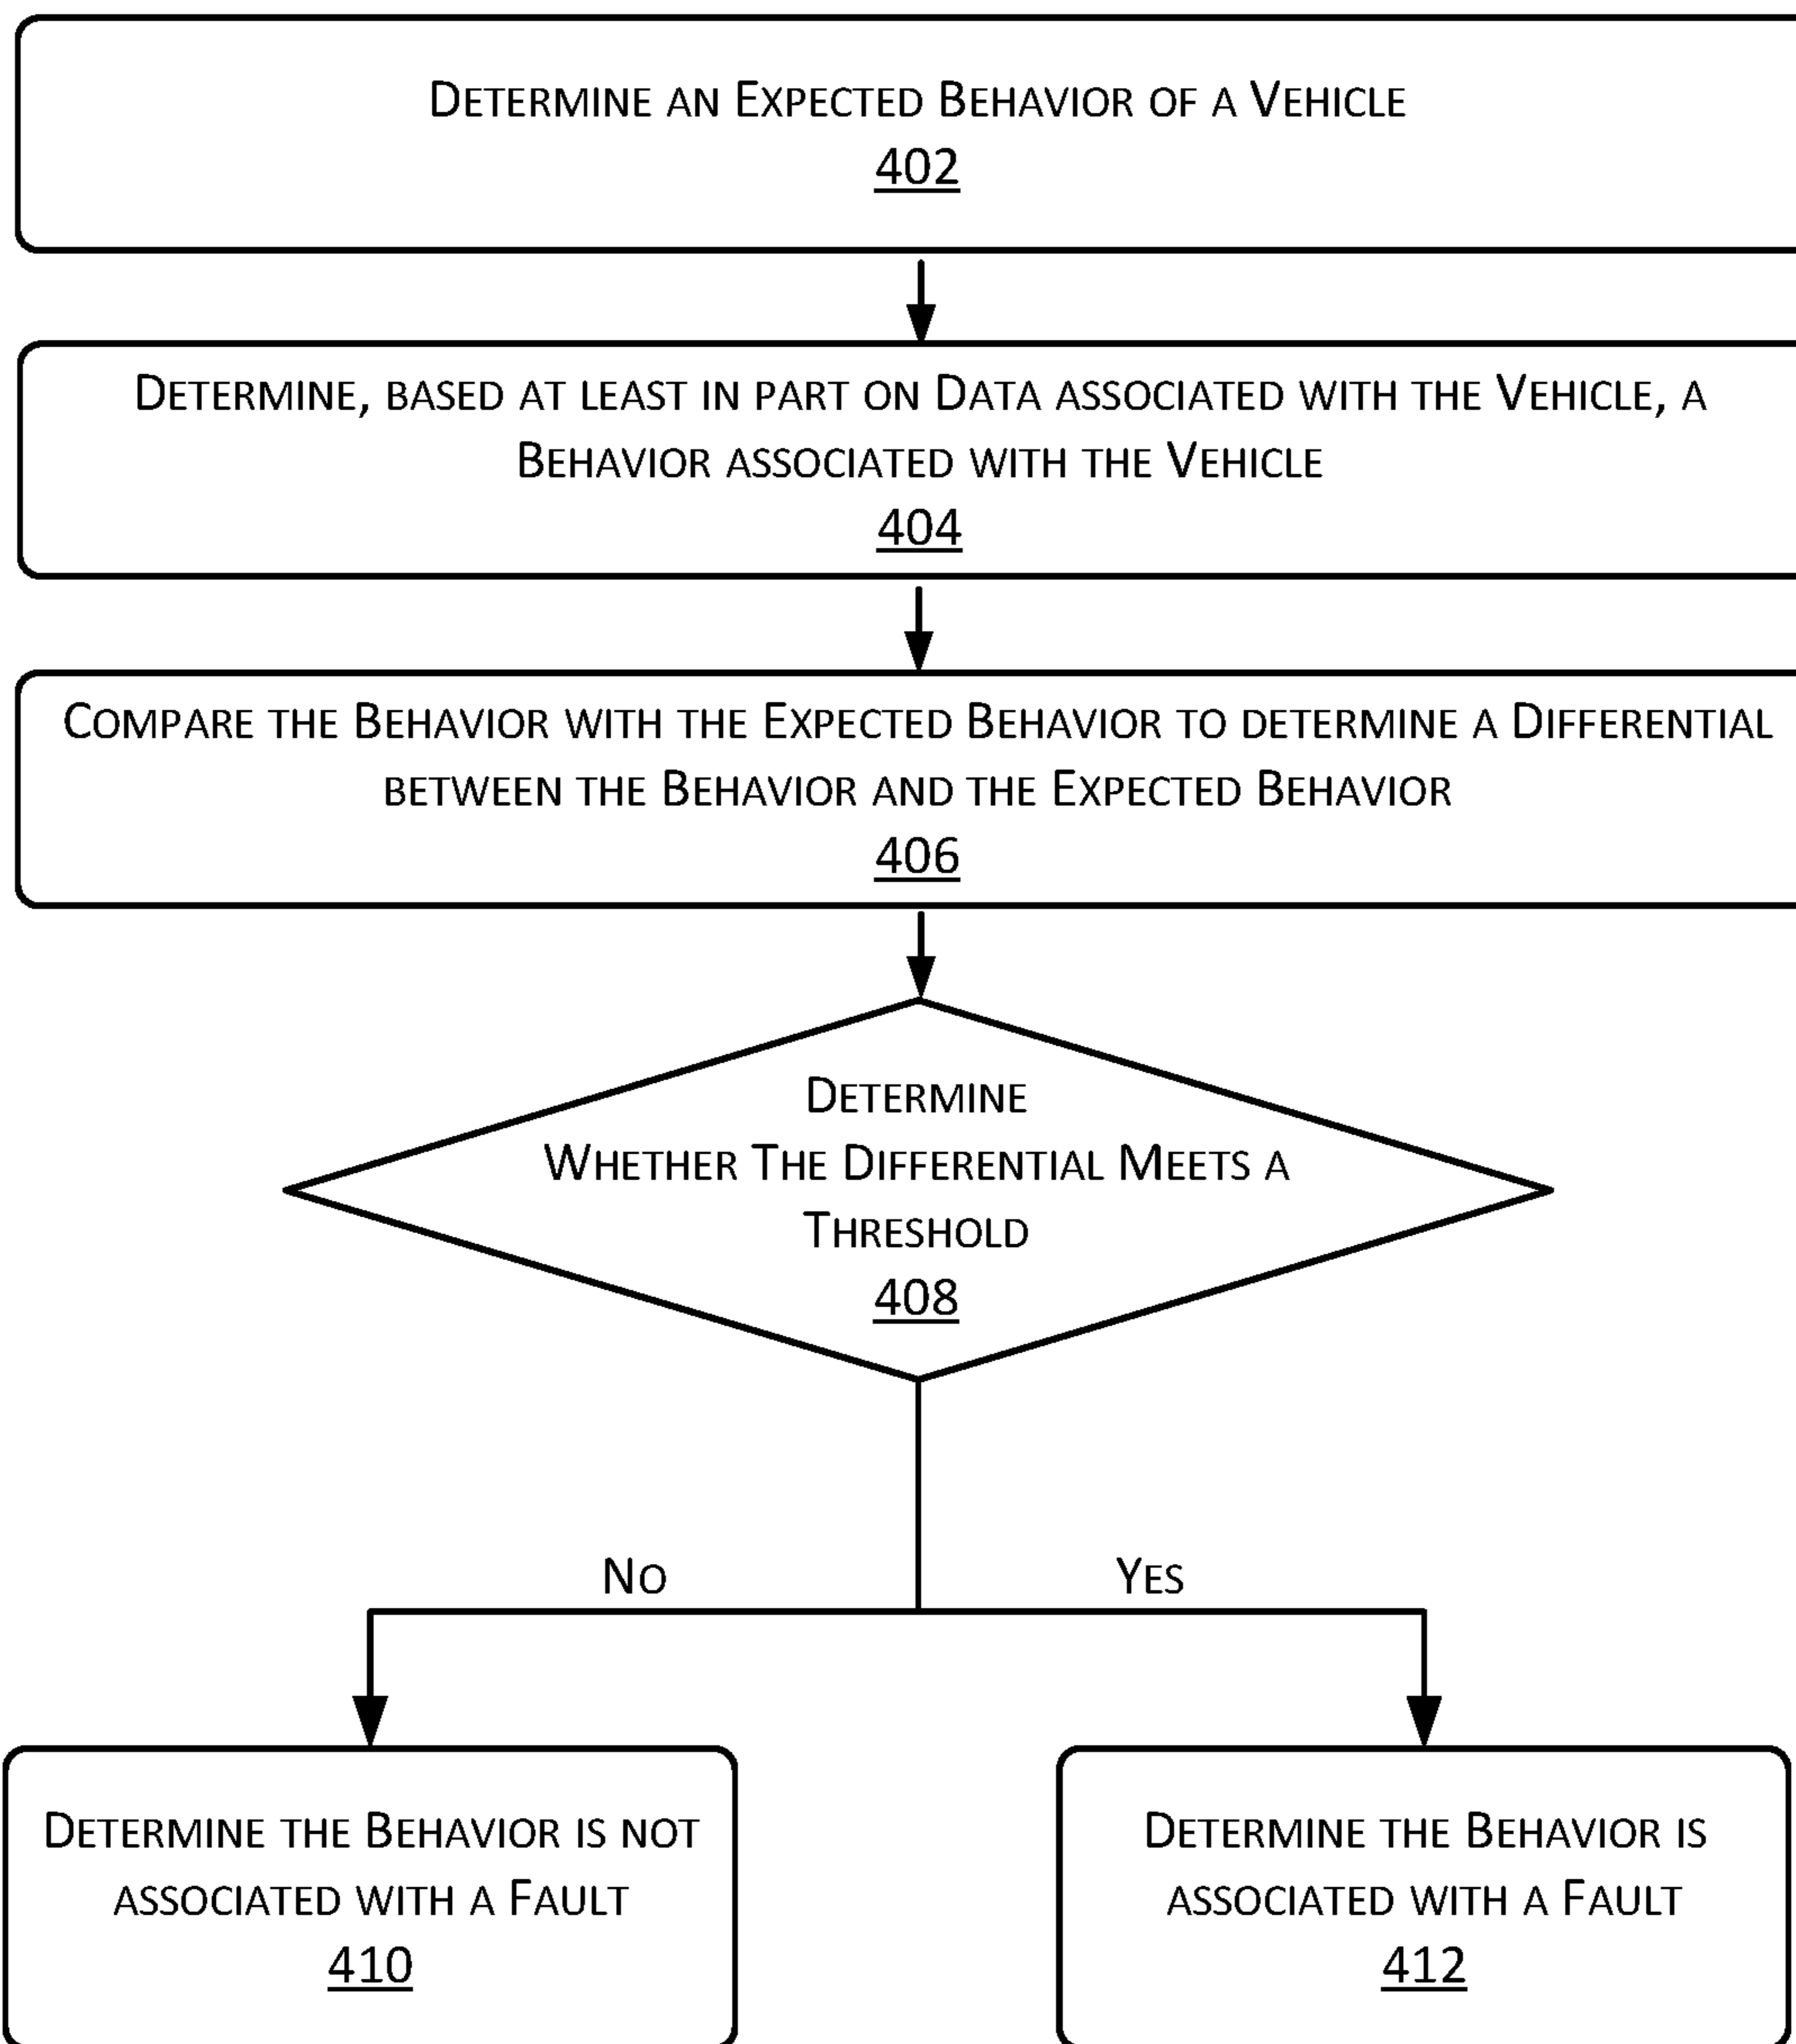 Determine an Expected Behavior of a Vehicle
402
Determine, based at least in part on Data associated with the Vehicle, a
Behavior associated with the Vehicle
404
Compare the Behavior with the Expected Behavior to determine a Differential
between the Behavior and the Expected Behavior
406
Determine
Whether The Differential Meets a
Threshold
408
No
Yes
Determine the Behavior is not
associated with a Fault
410
Determine the Behavior is
associated with a Fault
412